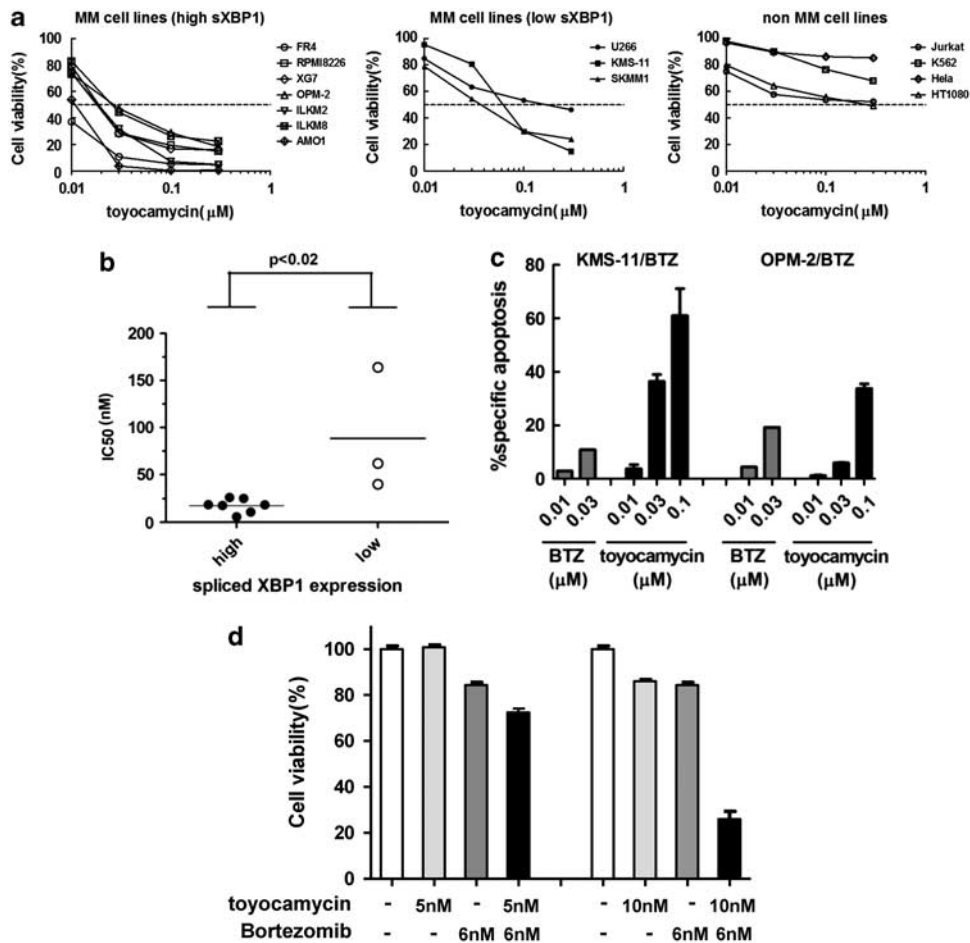 a
MM cell lines (high sXBP1)
Cell viability(%)
100
80
60
40
20
0
0.01
0.1
1
toyocamycin(μM)
FR4
RPMI8226
XG7
OPM-2
ILKM2
ILKM8
AMO1
MM cell lines (low sXBP1)
Cell viability(%)
100
80
60
40
20
0
0.01
0.1
1
toyocamycin(μM)
U266
KMS-11
SKMM1
non MM cell lines
Cell viability(%)
100
80
60
40
20
0
0.01
0.1
1
toyocamycin(μM)
Jurkat
K562
Hela
HT1080
b
p<0.02
IC50 (nM)
200
150
100
50
25
0
high
low
spliced XBP1 expression
c
KMS-11/BTZ
OPM-2/BTZ
%specific apoptosis
80
60
40
20
0
0.01
0.03
0.01
0.03
0.1
0.01
0.03
0.01
0.03
0.1
BTZ
(μM)
toyocamycin
(μM)
BTZ
(μM)
toyocamycin
(μM)
d
Cell viability(%)
100
80
60
40
20
0
toyocamycin - 5nM - 5nM - 10nM - 10nM
Bortezomib - - 6nM 6nM - - 6nM 6nM